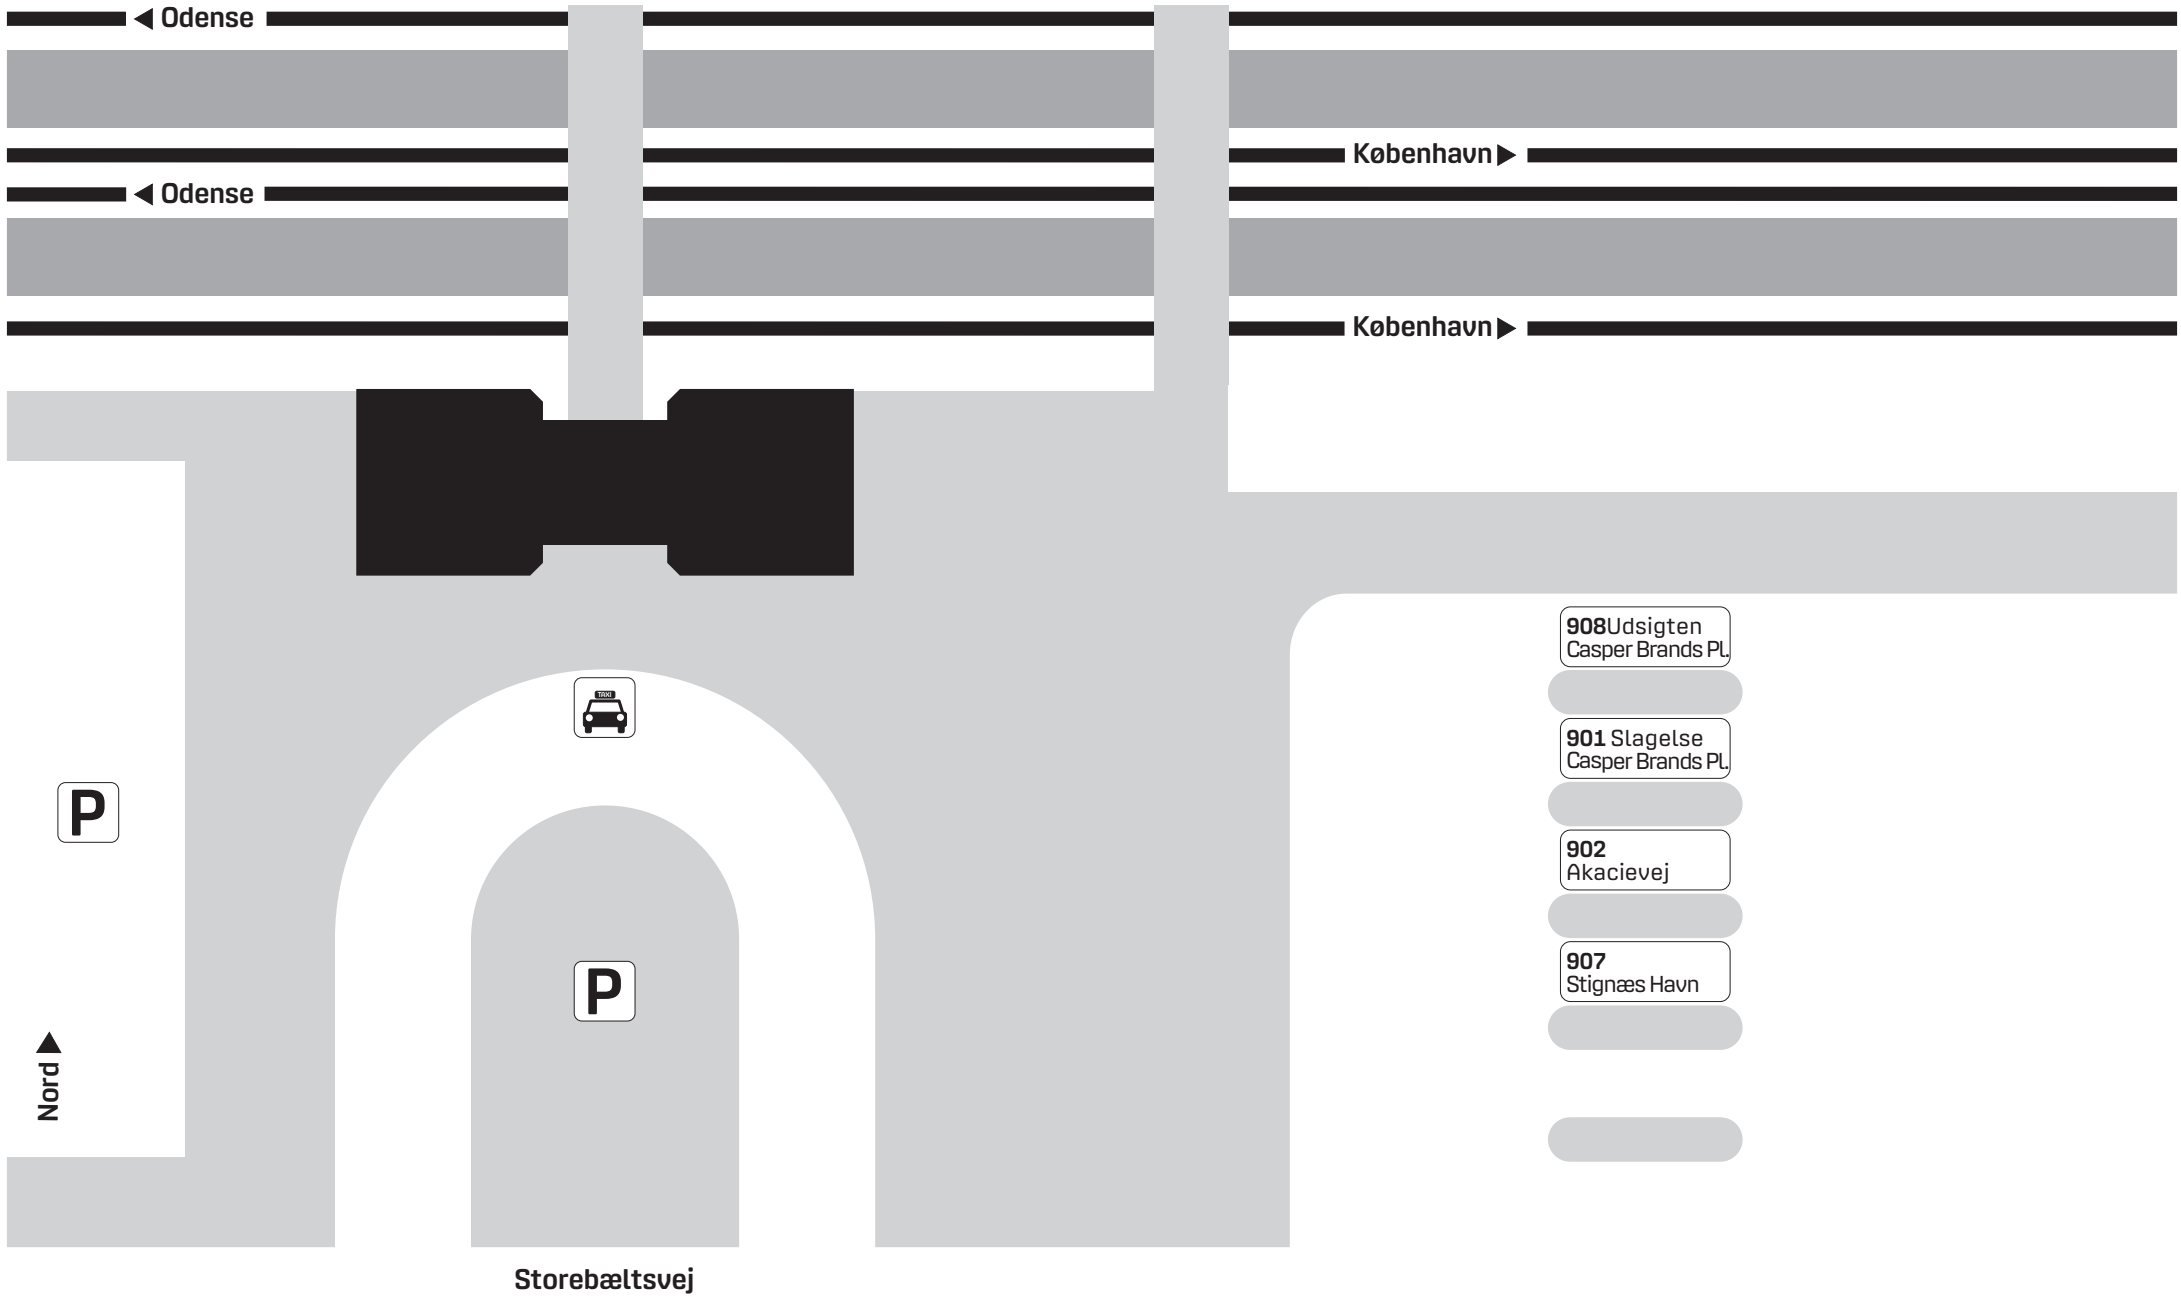 Odense
København
Odense
København
908Udsigten
Casper Brands Pl.
TAXI
901 Slagelse
Casper Brands Pl.
P
902
Akacievej
907
Stignæs Havn
P
Nord
Storebæltsvej